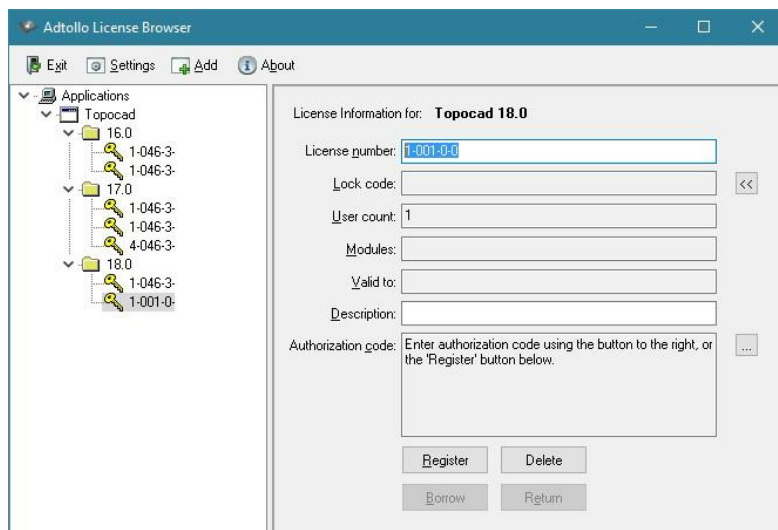 Adtollo License Browser
Exit Settings Add About
Applications
Topocad
16.0
1-046-3-
1-046-3-
17.0
1-046-3-
1-046-3-
4-046-3-
18.0
1-046-3-
1-001-0-
License Information for: Topocad 18.0
License number: 1-001-0-0
Lock code:
<<
User count: 1
Modules:
Valid to:
Description:
Authorization code: Enter authorization code using the button to the right, or
the 'Register' button below.
...
Register Delete
Borrow Return